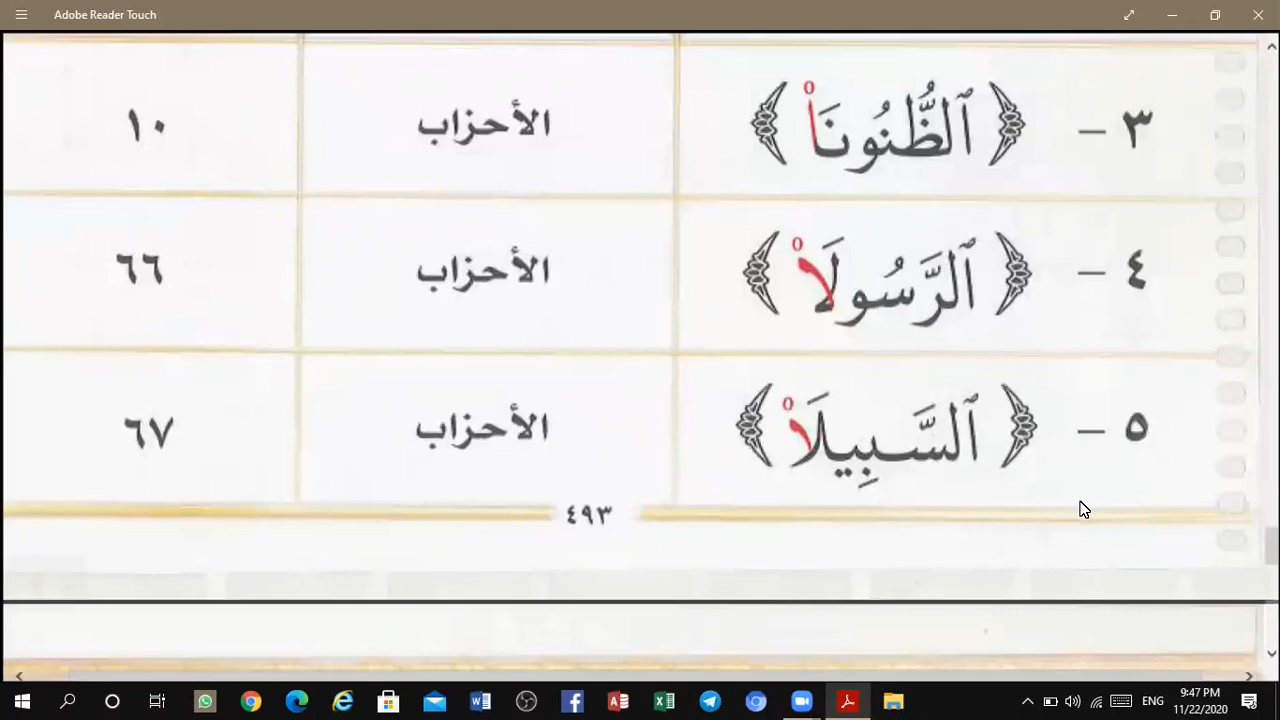 Adobe Reader Touch
٣ – ﴿ ٱلظُّنُونَا۠ ﴾ الأحزاب ١٠
٤ – ﴿ ٱلرَّسُولَا۠ ﴾ الأحزاب ٦٦
٥ – ﴿ ٱلسَّبِيلَا۠ ﴾ الأحزاب ٦٧
٤٩٣
ENG
9:47 PM
11/22/2020